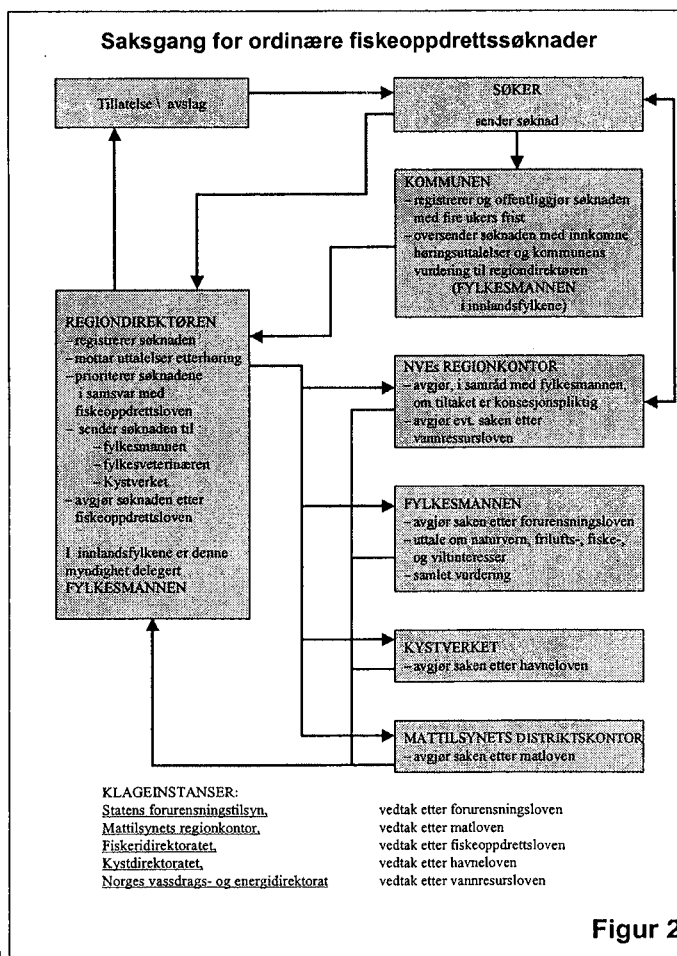 Saksgang for ordinære fiskeoppdrettssøknader
Tillatelse \ avslag
SØKER
sender søknad
KOMMUNEN
– registrerer og offentliggjør søknaden
med fire ukers frist
– oversender søknaden med innkomne
høringsuttalelser og kommunens
vurdering til regiondirektøren
(FYLKESMANNEN
i innlandsfylkene)
REGIONDIREKTØREN
– registrerer søknaden
– mottar uttalelser etterhøring
– prioriterer søknadene
i samsvar med
fiskeoppdrettsloven
– sender søknaden til :
– fylkesmannen
– fylkesveterinæren
– Kystverket
– avgjør søknaden etter
fiskeoppdrettsloven
I innlandsfylkene er denne
myndighet delegert
FYLKESMANNEN
NVEs REGIONKONTOR
– avgjør, i samråd med fylkesmannen,
om tiltaket er konsesjonspliktig
– avgjør evt. saken etter
vannressursloven
FYLKESMANNEN
– avgjør saken etter forurensningsloven
– uttale om naturvern, frilufts-, fiske-,
og viltinteresser
– samlet vurdering
KYSTVERKET
– avgjør saken etter havneloven
MATTILSYNETS DISTRIKTSKONTOR
– avgjør saken etter matloven
KLAGEINSTANSER:
Statens forurensningstilsyn, vedtak etter forurensningsloven
Mattilsynets regionkontor, vedtak etter matloven
Fiskeridirektoratet, vedtak etter fiskeoppdrettsloven
Kystdirektoratet, vedtak etter havneloven
Norges vassdrags- og energidirektorat vedtak etter vannresursloven
Figur 2